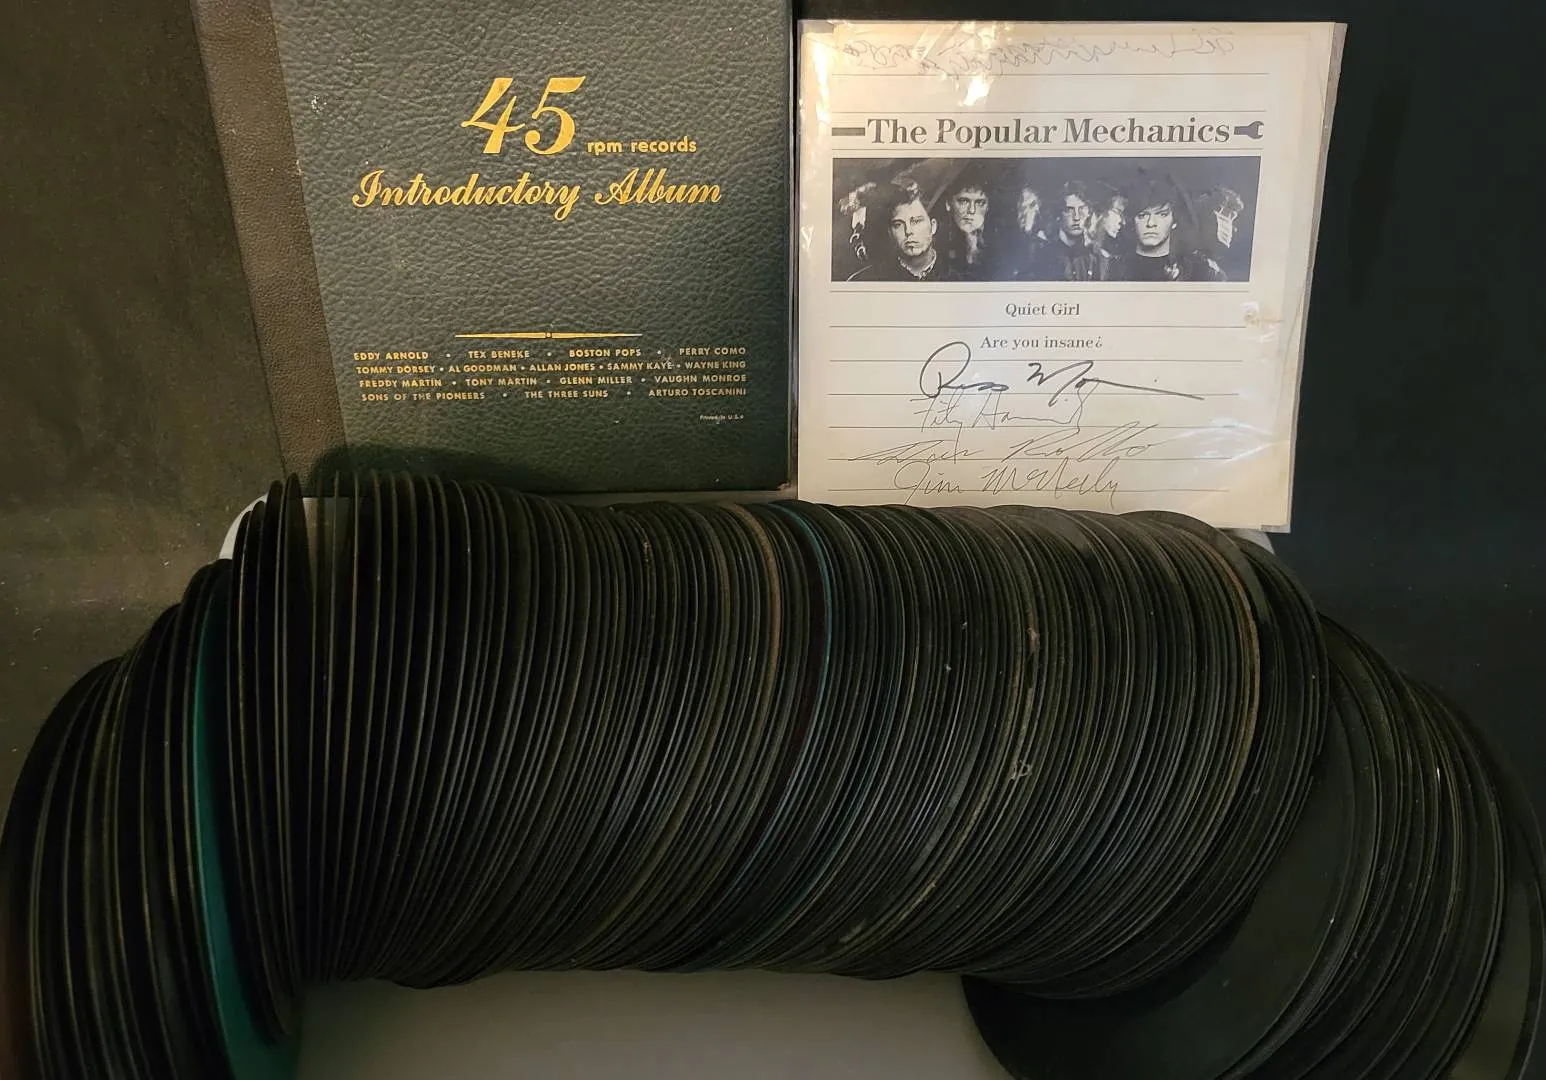 45
rpm records
Introductory Album
EDDY ARNOLD • TEX BENEKE • BOSTON POPS • PERRY COMO
TOMMY DORSEY • AL GOODMAN • ALLAN JONES • SAMMY KAYE • WAYNE KING
FREDDY MARTIN • TONY MARTIN • GLENN MILLER • VAUGHN MONROE
SONS OF THE PIONEERS • THE THREE SUNS • ARTURO TOSCANINI
Printed in U.S.A
The Popular Mechanics
Quiet Girl
Are you insane¿
Jim McNeely